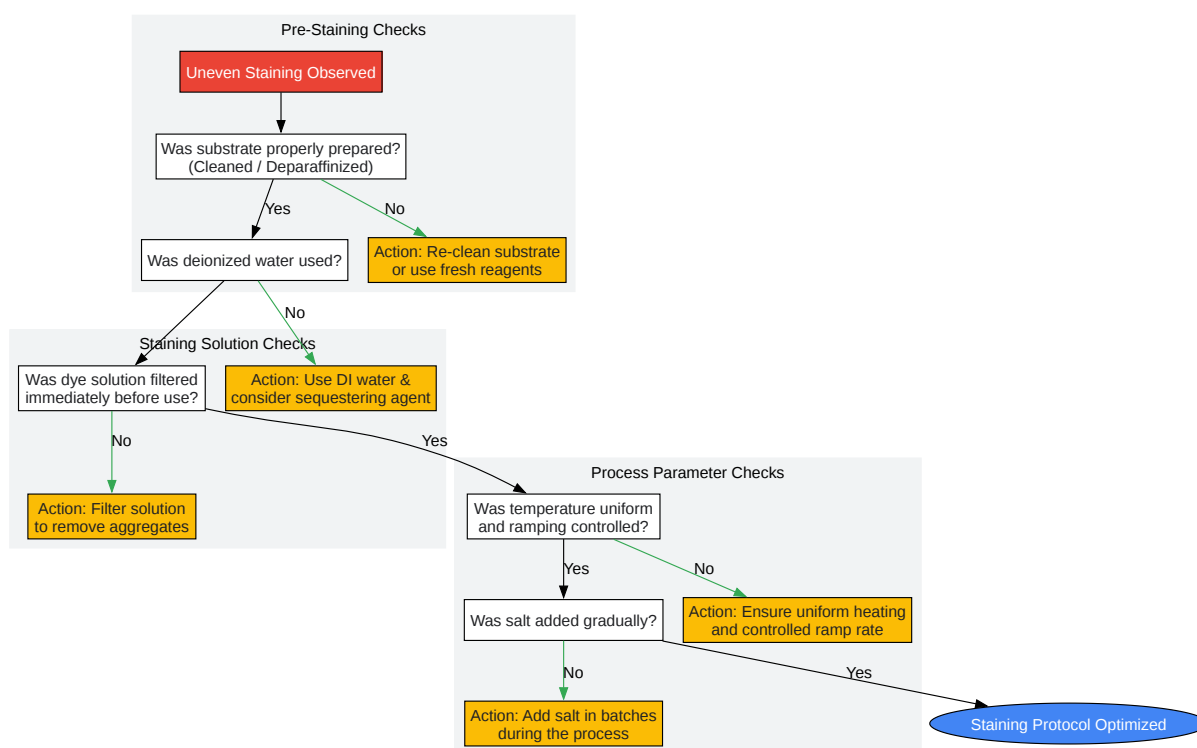 Pre-Staining Checks
Uneven Staining Observed
Was substrate properly prepared?
(Cleaned / Deparaffinized)
Yes
No
Was deionized water used?
Action: Re-clean substrate
or use fresh reagents
No
Staining Solution Checks
Was dye solution filtered
immediately before use?
Action: Use DI water &
consider sequestering agent
No
Yes
Process Parameter Checks
Action: Filter solution
to remove aggregates
Was temperature uniform
and ramping controlled?
Yes
No
Was salt added gradually?
Action: Ensure uniform heating
and controlled ramp rate
No
Yes
Action: Add salt in batches
during the process
Staining Protocol Optimized